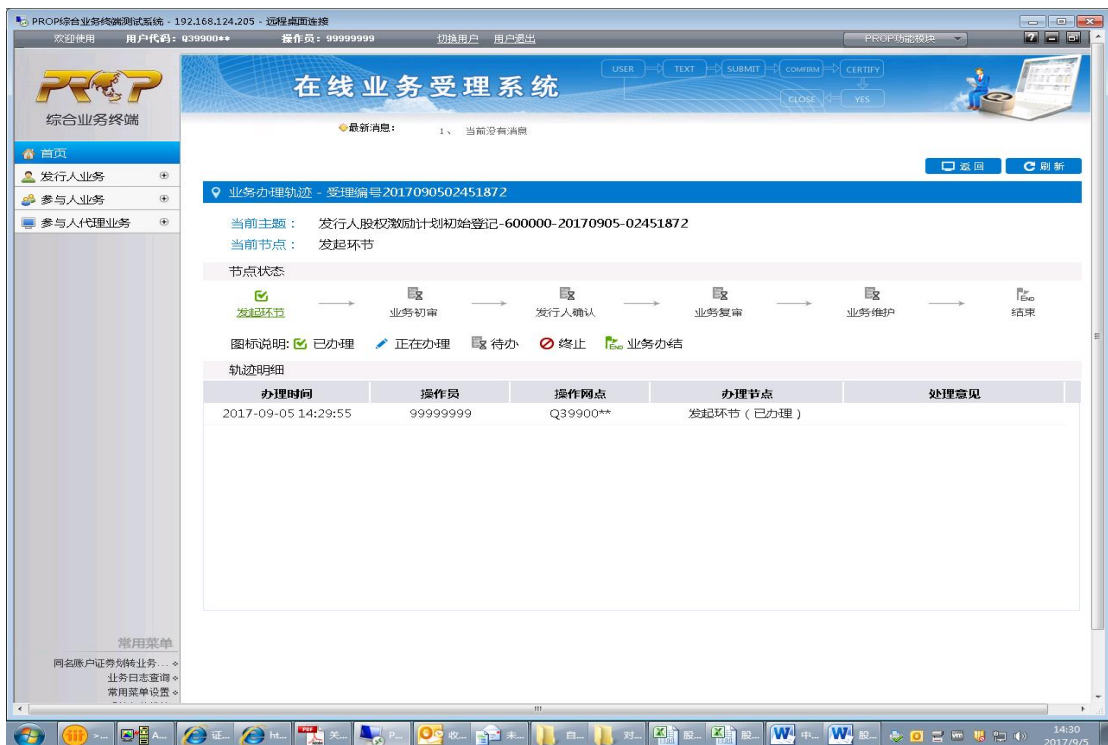 PROP综合业务终端测试系统 - 192.168.124.205 - 远程桌面连接
欢迎使用 用户代码：Q39900** 操作员：99999999 切换用户 用户退出 PROP功能模块
PROP
综合业务终端
在线业务受理系统
USER TEXT SUBMIT COMFIRM CERTIFY
CLOSE YES
最新消息： 1、 当前没有消息
首页
发行人业务
参与人业务
参与人代理业务
返回 刷新
业务办理轨迹 - 受理编号2017090502451872
当前主题： 发行人股权激励计划初始登记-600000-20170905-02451872
当前节点： 发起环节
节点状态
发起环节 业务初审 发行人确认 业务复审 业务维护 结束
图标说明: 已办理 正在办理 待办 终止 业务办结
轨迹明细
办理时间 操作员 操作网点 办理节点 处理意见
2017-09-05 14:29:55 99999999 Q39900** 发起环节（已办理）
常用菜单
同名账户证券划转业务...
业务日志查询
常用菜单设置
>... A... 证... ht... 关... P... 收... 未... 自... 对... 股... 股... 中... 股...
14:30
2017/9/5